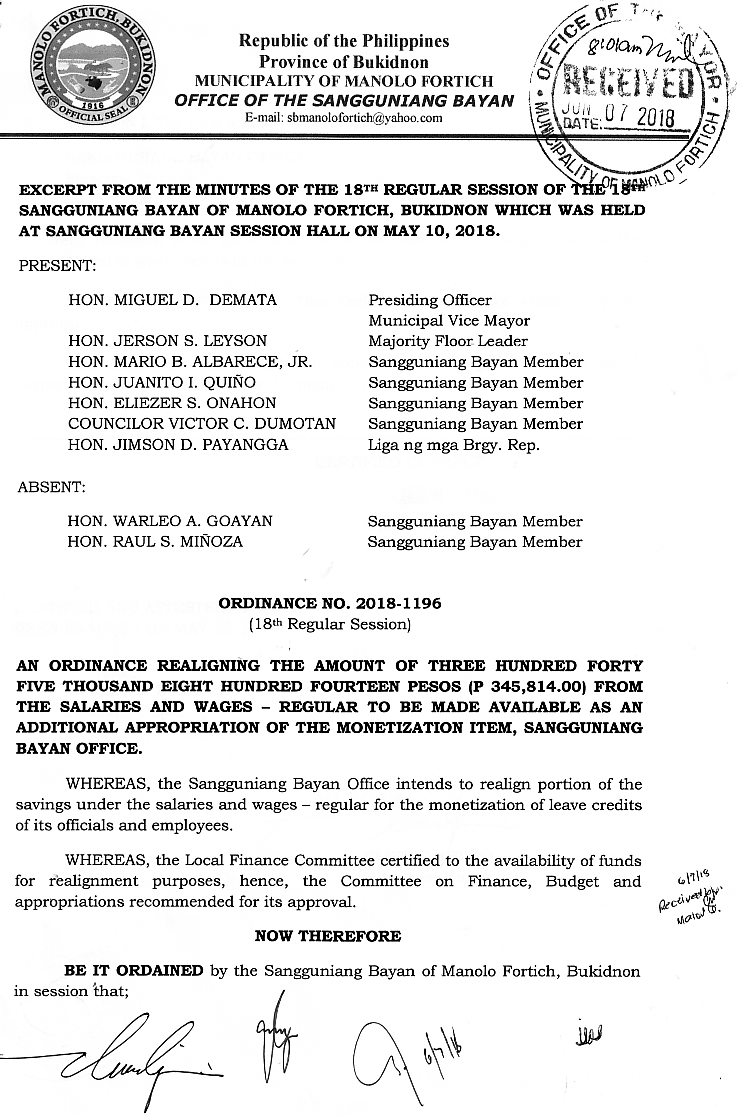 MANOLO FORTICH, BUKIDNON
1916
OFFICIAL SEAL
Republic of the Philippines
Province of Bukidnon
MUNICIPALITY OF MANOLO FORTICH
OFFICE OF THE SANGGUNIANG BAYAN
E-mail: sbmanolofortich@yahoo.com
OFFICE OF
8:01am
RECEIVED
JUN 07 2018
DATE:
MUNICIPALITY OF MANOLO FORTICH
EXCERPT FROM THE MINUTES OF THE 18TH REGULAR SESSION OF THE 18TH
SANGGUNIANG BAYAN OF MANOLO FORTICH, BUKIDNON WHICH WAS HELD
AT SANGGUNIANG BAYAN SESSION HALL ON MAY 10, 2018.
PRESENT:
HON. MIGUEL D. DEMATA Presiding Officer
Municipal Vice Mayor
HON. JERSON S. LEYSON Majority Floor Leader
HON. MARIO B. ALBARECE, JR. Sangguniang Bayan Member
HON. JUANITO I. QUIÑO Sangguniang Bayan Member
HON. ELIEZER S. ONAHON Sangguniang Bayan Member
COUNCILOR VICTOR C. DUMOTAN Sangguniang Bayan Member
HON. JIMSON D. PAYANGGA Liga ng mga Brgy. Rep.
ABSENT:
HON. WARLEO A. GOAYAN Sangguniang Bayan Member
HON. RAUL S. MIÑOZA Sangguniang Bayan Member
ORDINANCE NO. 2018-1196
(18th Regular Session)
AN ORDINANCE REALIGNING THE AMOUNT OF THREE HUNDRED FORTY
FIVE THOUSAND EIGHT HUNDRED FOURTEEN PESOS (P 345,814.00) FROM
THE SALARIES AND WAGES – REGULAR TO BE MADE AVAILABLE AS AN
ADDITIONAL APPROPRIATION OF THE MONETIZATION ITEM, SANGGUNIANG
BAYAN OFFICE.
WHEREAS, the Sangguniang Bayan Office intends to realign portion of the
savings under the salaries and wages – regular for the monetization of leave credits
of its officials and employees.
WHEREAS, the Local Finance Committee certified to the availability of funds
for realignment purposes, hence, the Committee on Finance, Budget and
appropriations recommended for its approval.
6/7/18
Received
NOW THEREFORE
BE IT ORDAINED by the Sangguniang Bayan of Manolo Fortich, Bukidnon
in session that;
6/7/18